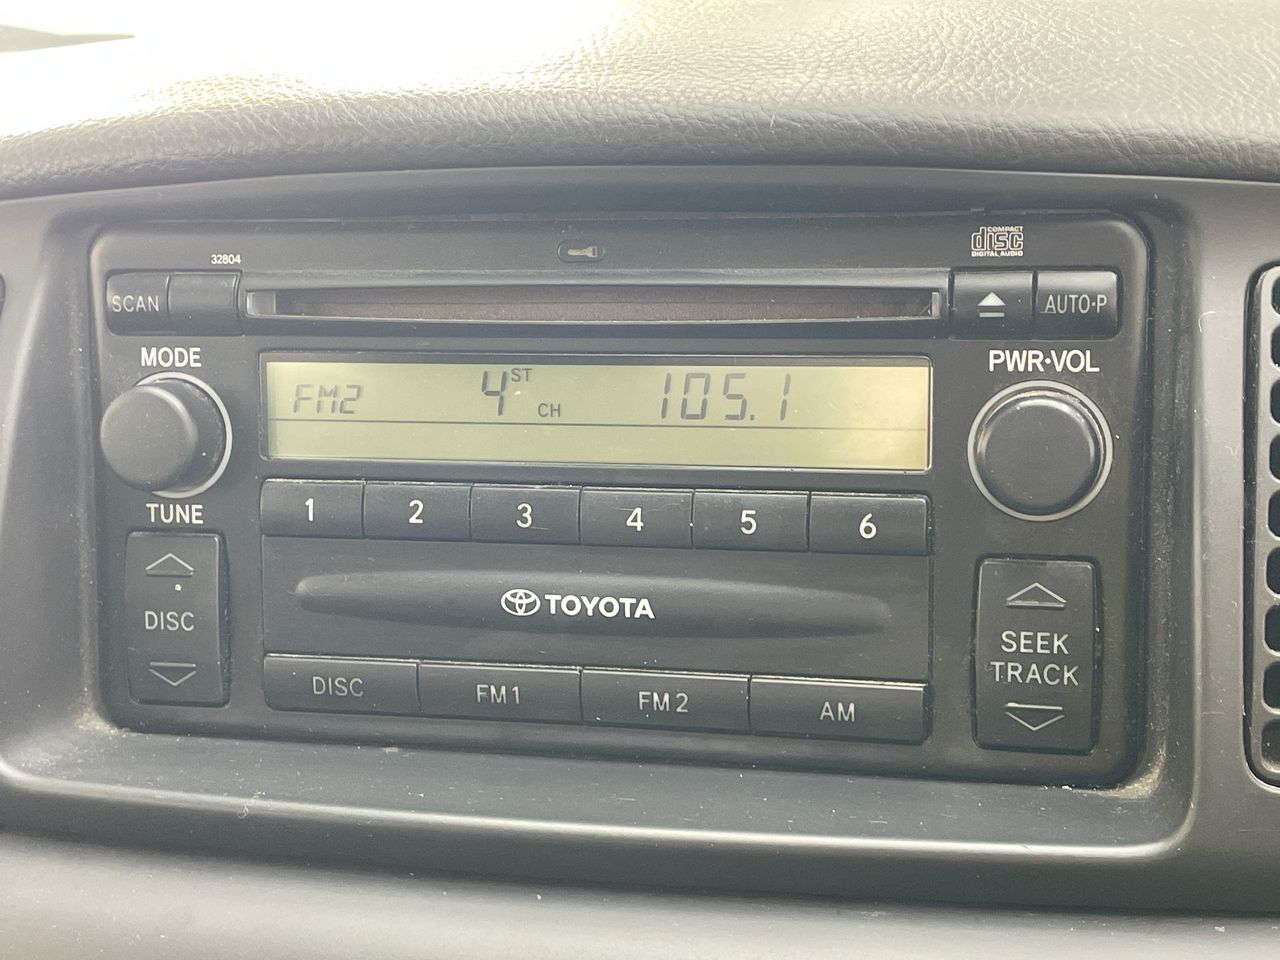 32804
COMPACT
disc
DIGITAL AUDIO
SCAN
AUTO-P
MODE
PWR·VOL
FM2 4 ST CH 105.1
TUNE
1 2 3 4 5 6
DISC
TOYOTA
SEEK
TRACK
DISC FM1 FM2 AM